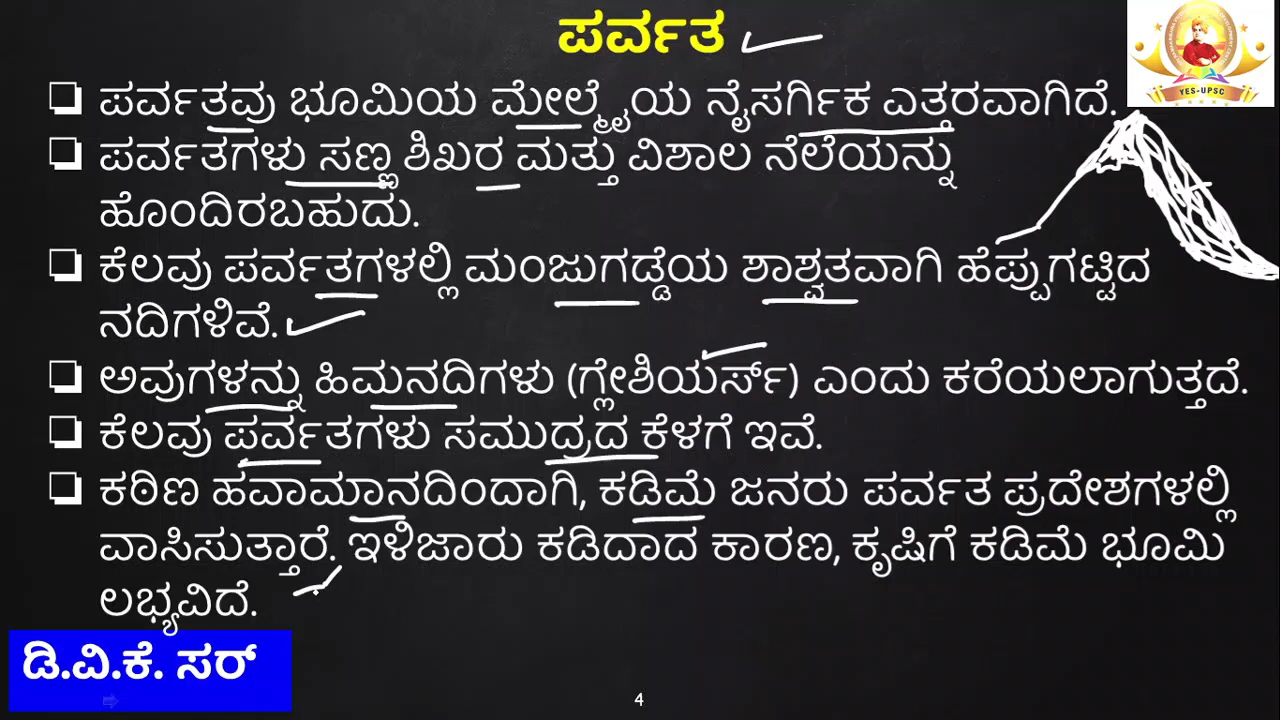 ಪರ್ವತ
YES-UPSC
❑ ಪರ್ವತವು ಭೂಮಿಯ ಮೇಲ್ಮೈಯ ನೈಸರ್ಗಿಕ ಎತ್ತರವಾಗಿದೆ.
❑ ಪರ್ವತಗಳು ಸಣ್ಣ ಶಿಖರ ಮತ್ತು ವಿಶಾಲ ನೆಲೆಯನ್ನು
ಹೊಂದಿರಬಹುದು.
❑ ಕೆಲವು ಪರ್ವತಗಳಲ್ಲಿ ಮಂಜುಗಡ್ಡೆಯ ಶಾಶ್ವತವಾಗಿ ಹೆಪ್ಪುಗಟ್ಟಿದ
ನದಿಗಳಿವೆ.
❑ ಅವುಗಳನ್ನು ಹಿಮನದಿಗಳು (ಗ್ಲೇಶಿಯರ್ಸ್) ಎಂದು ಕರೆಯಲಾಗುತ್ತದೆ.
❑ ಕೆಲವು ಪರ್ವತಗಳು ಸಮುದ್ರದ ಕೆಳಗೆ ಇವೆ.
❑ ಕಠಿಣ ಹವಾಮಾನದಿಂದಾಗಿ, ಕಡಿಮೆ ಜನರು ಪರ್ವತ ಪ್ರದೇಶಗಳಲ್ಲಿ
ವಾಸಿಸುತ್ತಾರೆ. ಇಳಿಜಾರು ಕಡಿದಾದ ಕಾರಣ, ಕೃಷಿಗೆ ಕಡಿಮೆ ಭೂಮಿ
ಲಭ್ಯವಿದೆ.
ಡಿ.ವಿ.ಕೆ. ಸರ್
4